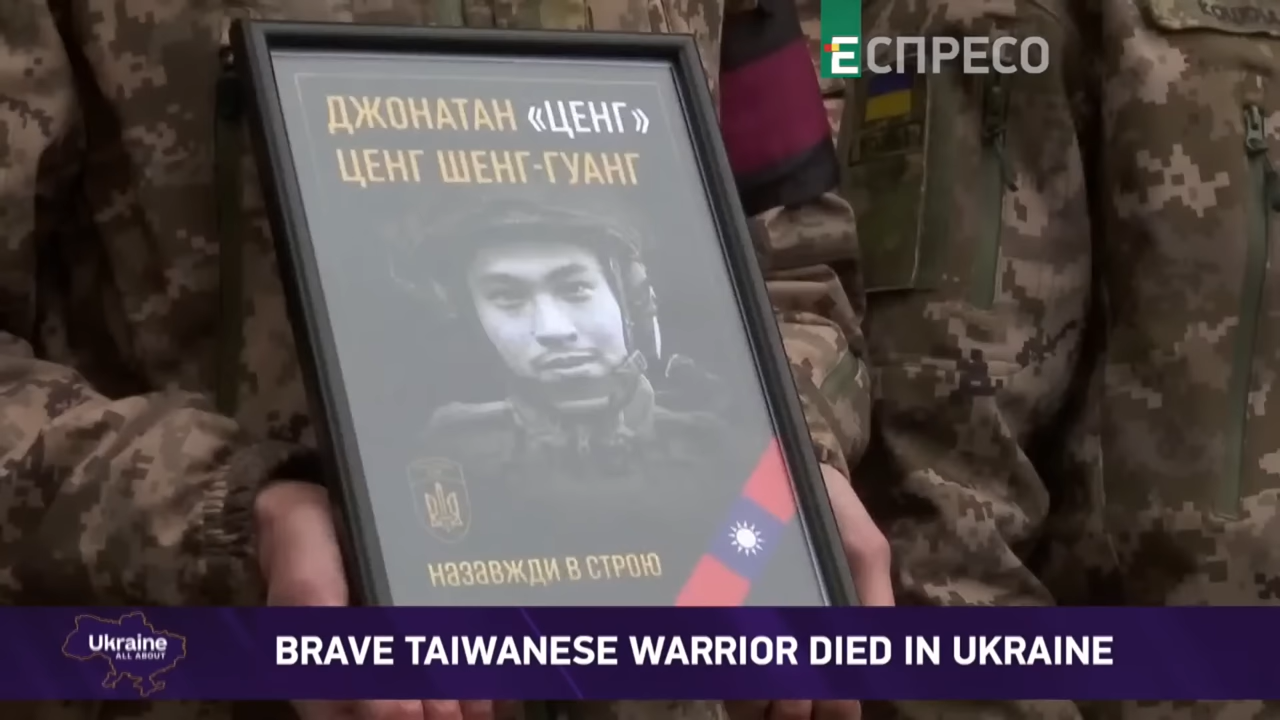 ЕСПРЕСО
ДЖОНАТАН «ЦЕНГ»
ЦЕНГ ШЕНГ-ГУАНГ
НАЗАВЖДИ В СТРОЮ
Ukraine
ALL ABOUT
BRAVE TAIWANESE WARRIOR DIED IN UKRAINE